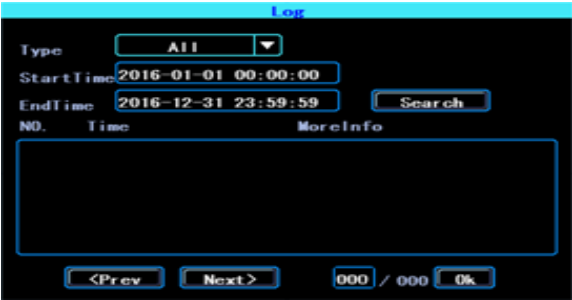 Log
Type All
StartTime 2016-01-01 00:00:00
EndTime 2016-12-31 23:59:59 Search
NO. Time MoreInfo
<Prev Next> 000 / 000 Ok